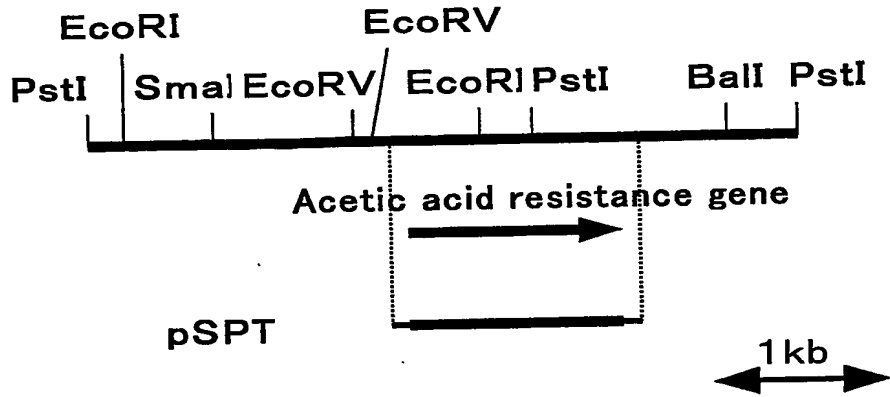 EcoRI EcoRV
PstI SmaI EcoRV EcoRI PstI BalI PstI
Acetic acid resistance gene
pSPT
1kb